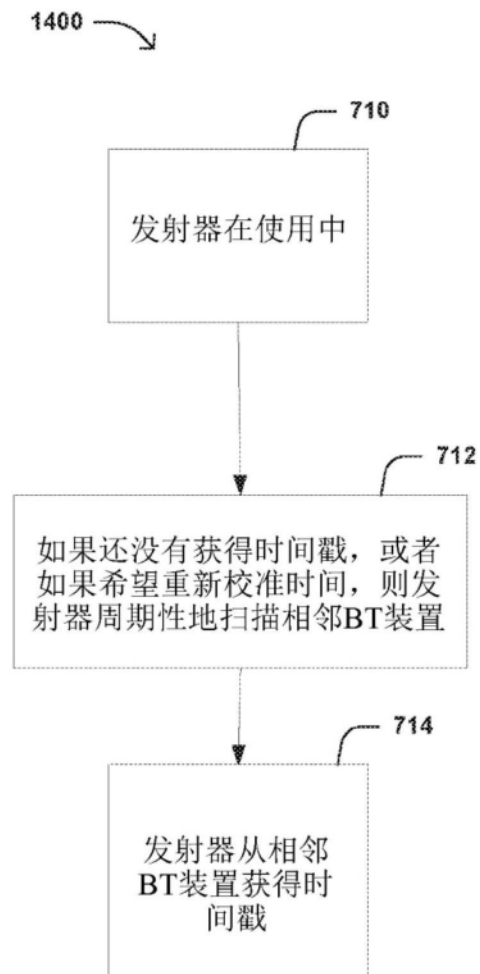 1400
710
发射器在使用中
712
如果还没有获得时间戳，或者
如果希望重新校准时间，则发
射器周期性地扫描相邻BT装置
714
发射器从相邻
BT装置获得时
间戳